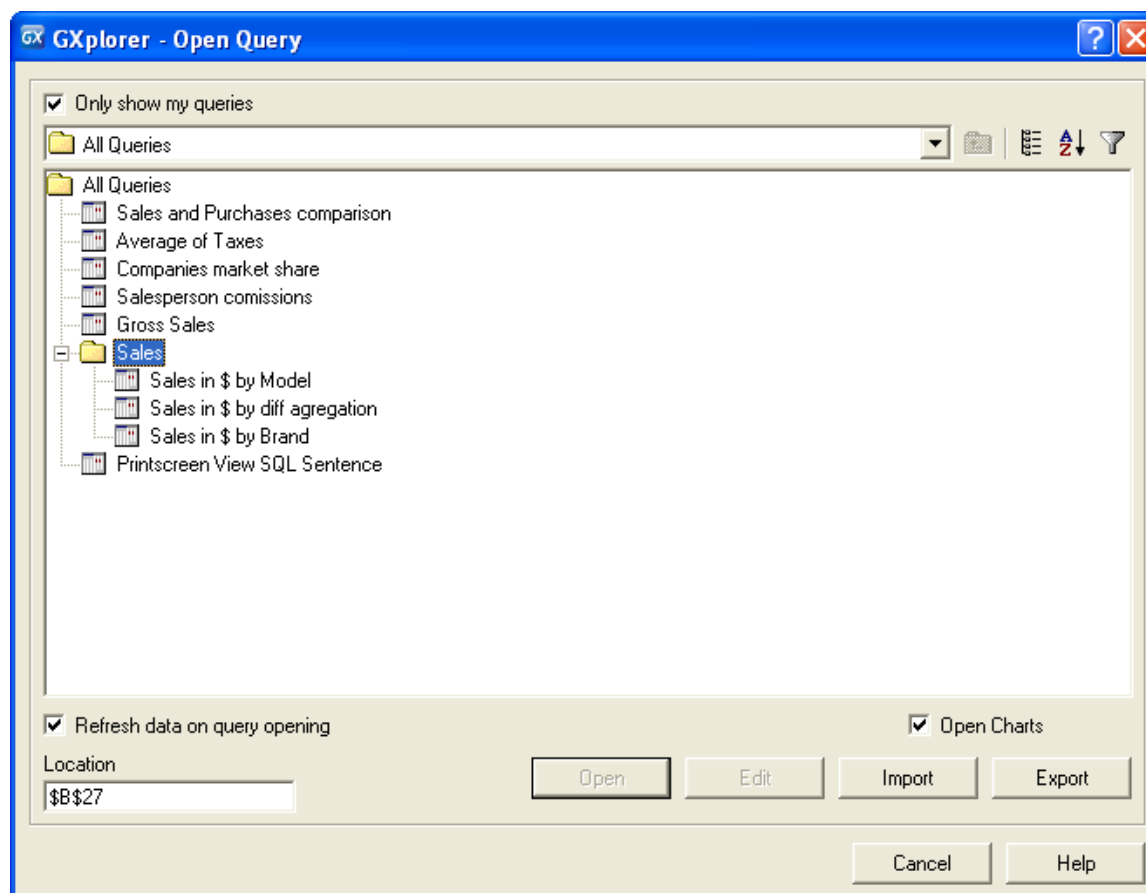 GX GXplorer - Open Query
Only show my queries
All Queries
All Queries
Sales and Purchases comparison
Average of Taxes
Companies market share
Salesperson comissions
Gross Sales
Sales
Sales in $ by Model
Sales in $ by diff agregation
Sales in $ by Brand
Printscreen View SQL Sentence
Refresh data on query opening
Open Charts
Location
$B$27
Open
Edit
Import
Export
Cancel
Help